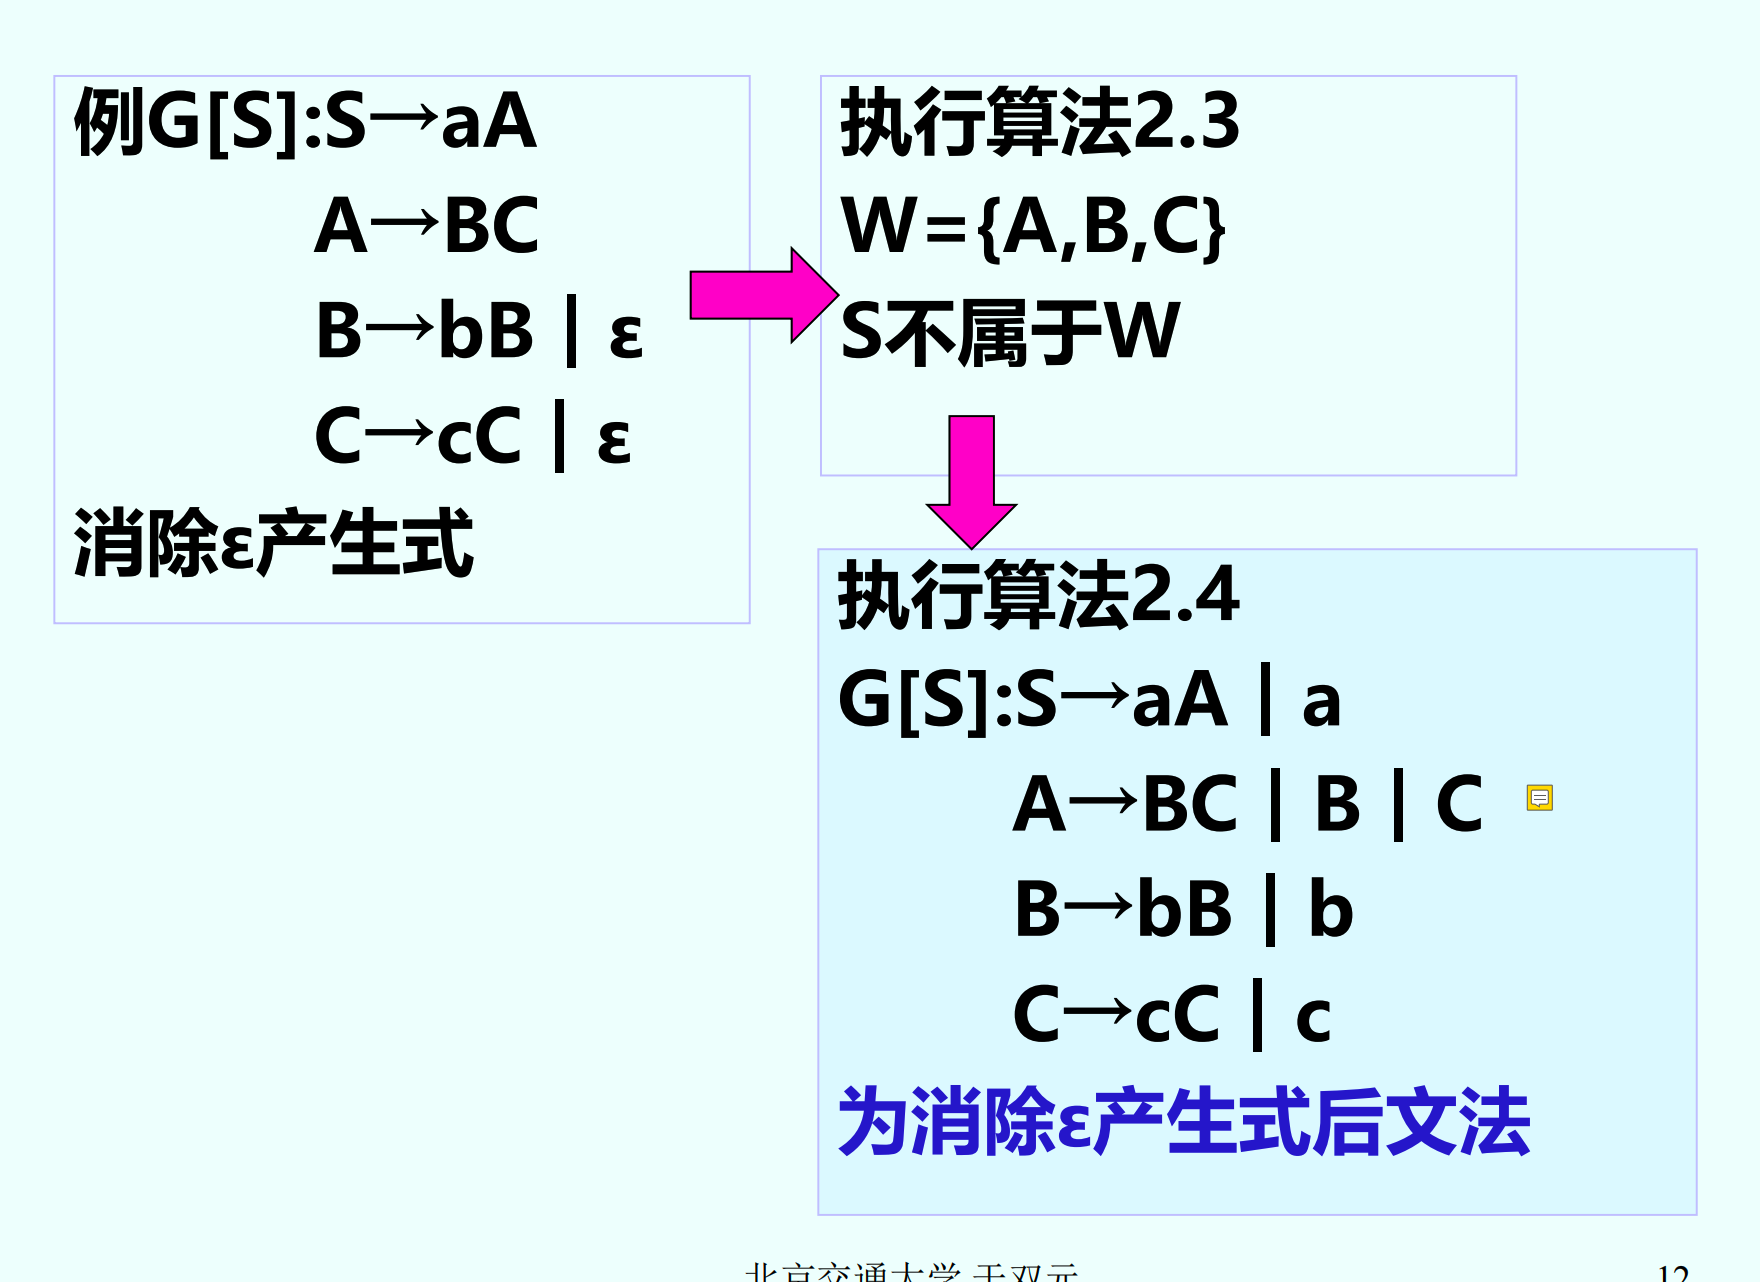 例G[S]:S→aA
A→BC
B→bB | ε
C→cC | ε
消除ε产生式
执行算法2.3
W={A,B,C}
S不属于W
执行算法2.4
G[S]:S→aA | a
A→BC | B | C
B→bB | b
C→cC | c
为消除ε产生式后文法
北京交通大学 于双元
12